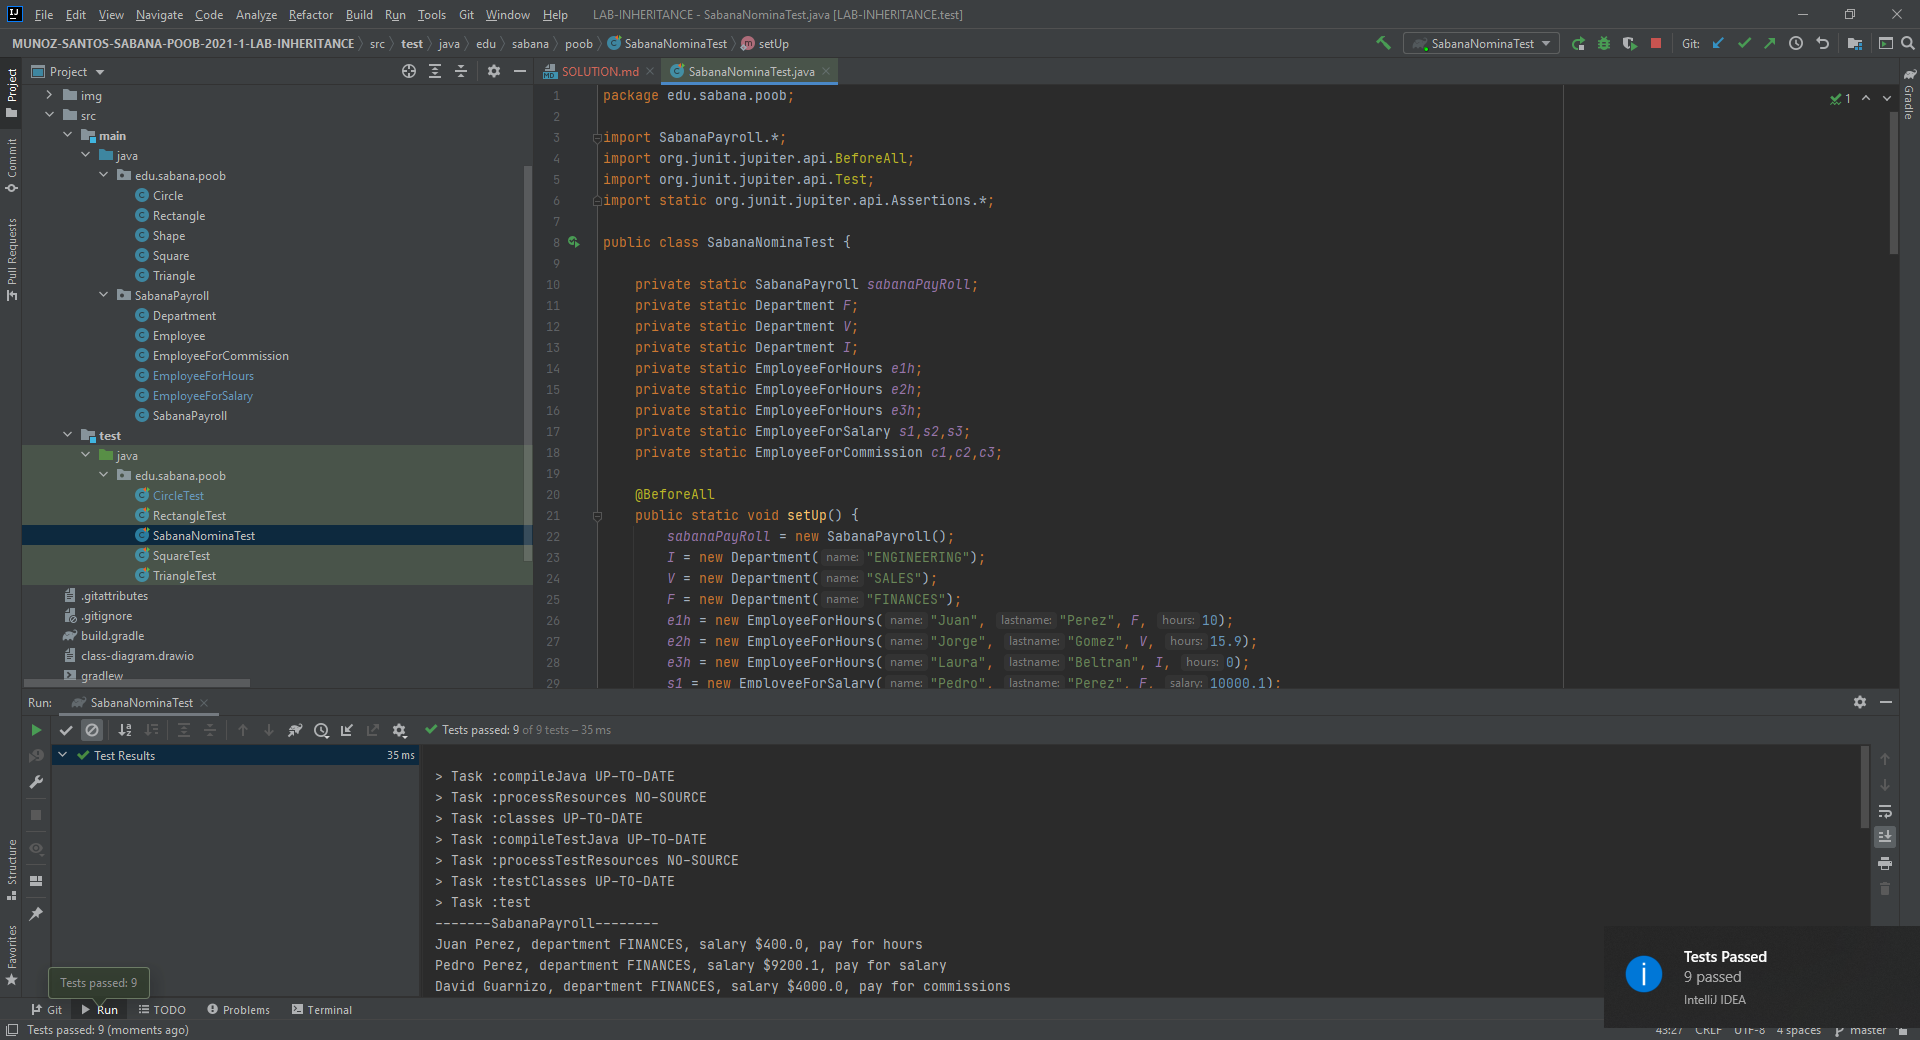 File Edit View Navigate Code Analyze Refactor Build Run Tools Git Window Help LAB-INHERITANCE - SabanaNominaTest.java [LAB-INHERITANCE.test]
MUNOZ-SANTOS-SABANA-POOB-2021-1-LAB-INHERITANCE src test java edu sabana poob SabanaNominaTest setUp SabanaNominaTest Git:
Project
SOLUTION.md SabanaNominaTest.java
Project
Commit
Pull Requests
Structure
Favorites
Gradle
img
src
main
java
edu.sabana.poob
Circle
Rectangle
Shape
Square
Triangle
SabanaPayroll
Department
Employee
EmployeeForCommission
EmployeeForHours
EmployeeForSalary
SabanaPayroll
test
java
edu.sabana.poob
CircleTest
RectangleTest
SabanaNominaTest
SquareTest
TriangleTest
.gitattributes
.gitignore
build.gradle
class-diagram.drawio
gradlew
1 package edu.sabana.poob;
2
3 import SabanaPayroll.*;
4 import org.junit.jupiter.api.BeforeAll;
5 import org.junit.jupiter.api.Test;
6 import static org.junit.jupiter.api.Assertions.*;
7
8 public class SabanaNominaTest {
9
10 private static SabanaPayroll sabanaPayRoll;
11 private static Department F;
12 private static Department V;
13 private static Department I;
14 private static EmployeeForHours e1h;
15 private static EmployeeForHours e2h;
16 private static EmployeeForHours e3h;
17 private static EmployeeForSalary s1,s2,s3;
18 private static EmployeeForCommission c1,c2,c3;
19
20 @BeforeAll
21 public static void setUp() {
22 sabanaPayRoll = new SabanaPayroll();
23 I = new Department( name: "ENGINEERING");
24 V = new Department( name: "SALES");
25 F = new Department( name: "FINANCES");
26 e1h = new EmployeeForHours( name: "Juan", lastname: "Perez", F, hours: 10);
27 e2h = new EmployeeForHours( name: "Jorge", lastname: "Gomez", V, hours: 15.9);
28 e3h = new EmployeeForHours( name: "Laura", lastname: "Beltran", I, hours: 0);
29 s1 = new EmployeeForSalary( name: "Pedro", lastname: "Perez", F, salary: 10000.1);
1
Run: SabanaNominaTest
Tests passed: 9 of 9 tests – 35 ms
Test Results 35 ms
> Task :compileJava UP-TO-DATE
> Task :processResources NO-SOURCE
> Task :classes UP-TO-DATE
> Task :compileTestJava UP-TO-DATE
> Task :processTestResources NO-SOURCE
> Task :testClasses UP-TO-DATE
> Task :test
-------SabanaPayroll--------
Juan Perez, department FINANCES, salary $400.0, pay for hours
Pedro Perez, department FINANCES, salary $9200.1, pay for salary
David Guarnizo, department FINANCES, salary $4000.0, pay for commissions
Tests passed: 9
Tests Passed
9 passed
IntelliJ IDEA
Git Run TODO Problems Terminal
Tests passed: 9 (moments ago) 43:27 CRLF UTF-8 4 spaces master